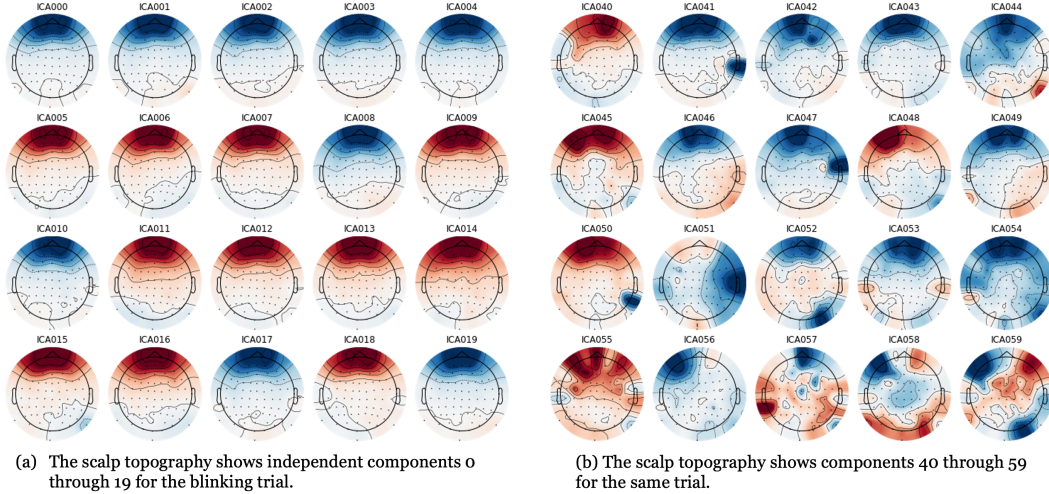 ICA000 ICA001 ICA002 ICA003 ICA004
ICA005 ICA006 ICA007 ICA008 ICA009
ICA010 ICA011 ICA012 ICA013 ICA014
ICA015 ICA016 ICA017 ICA018 ICA019
(a) The scalp topography shows independent components 0
through 19 for the blinking trial.
ICA040 ICA041 ICA042 ICA043 ICA044
ICA045 ICA046 ICA047 ICA048 ICA049
ICA050 ICA051 ICA052 ICA053 ICA054
ICA055 ICA056 ICA057 ICA058 ICA059
(b) The scalp topography shows components 40 through 59
for the same trial.